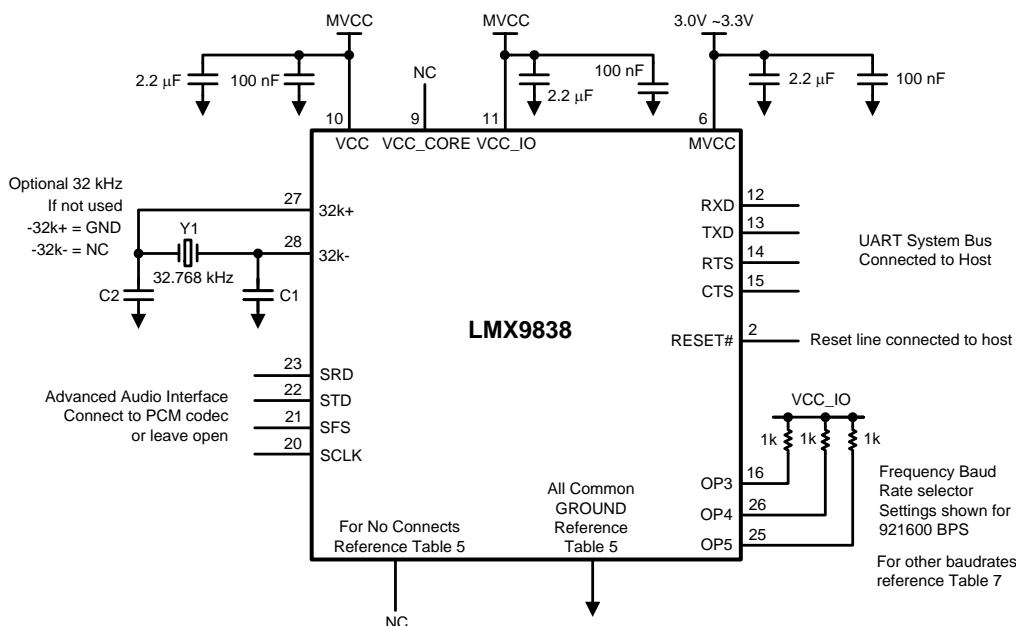 MVCC
MVCC
3.0V ~3.3V
2.2 µF
100 nF
NC
2.2 µF
100 nF
2.2 µF
100 nF
10
9
11
6
VCC
VCC_CORE
VCC_IO
MVCC
Optional 32 kHz
If not used
-32k+ = GND
-32k- = NC
27
32k+
Y1
28
32k-
32.768 kHz
C2
C1
LMX9838
12
RXD
13
TXD
14
RTS
15
CTS
UART System Bus
Connected to Host
2
RESET#
Reset line connected to host
23
SRD
22
STD
21
SFS
20
SCLK
Advanced Audio Interface
Connect to PCM codec
or leave open
VCC_IO
1k
1k
1k
16
OP3
26
OP4
25
OP5
Frequency Baud
Rate selector
Settings shown for
921600 BPS
For other baudrates
reference Table 7
For No Connects
Reference Table 5
All Common
GROUND
Reference
Table 5
NC